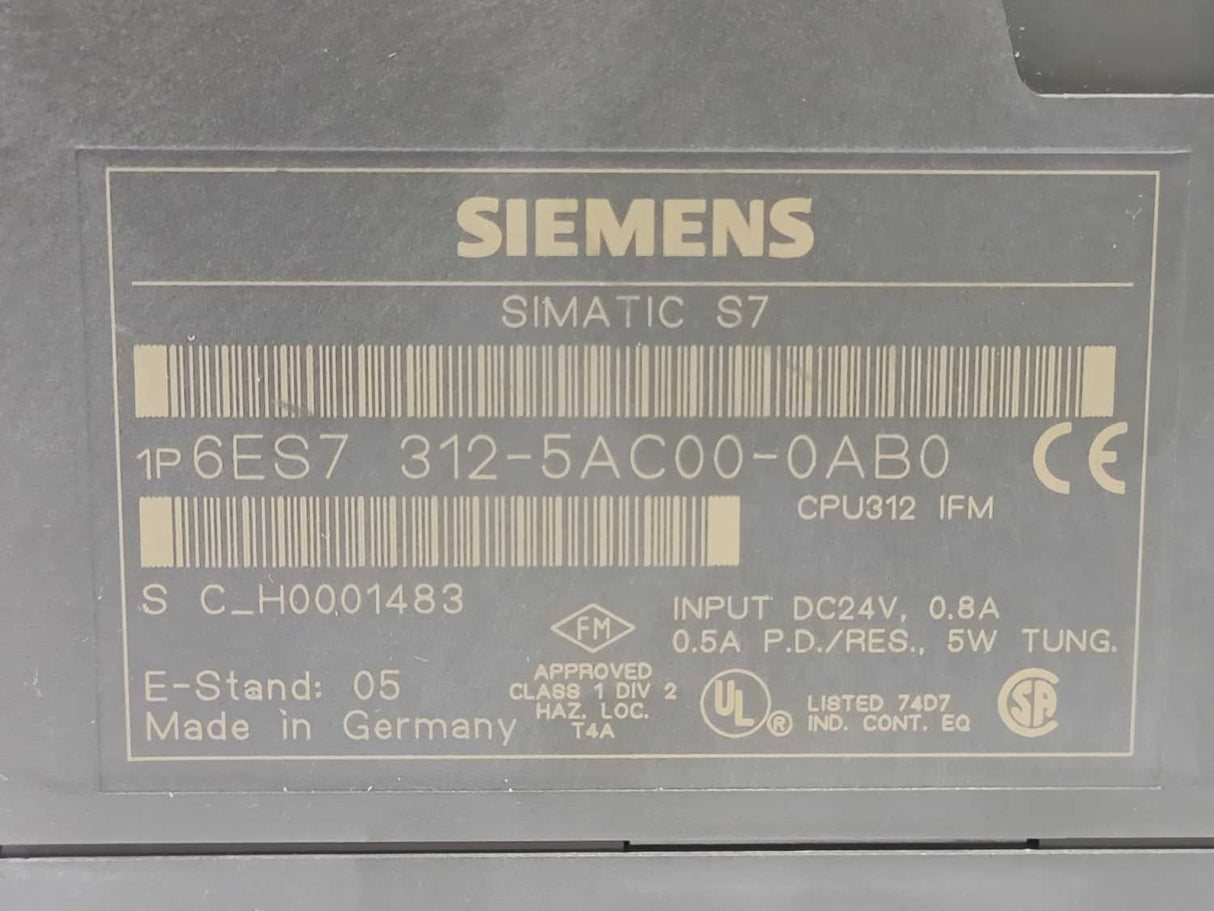 SIEMENS
SIMATIC S7
1P 6ES7 312-5AC00-0AB0
CE
CPU312 IFM
S C_H0001483
INPUT DC24V, 0.8A
0.5A P.D./RES., 5W TUNG.
FM
APPROVED
CLASS 1 DIV 2
HAZ. LOC.
T4A
E-Stand: 05
Made in Germany
UL ®
LISTED 74D7
IND. CONT. EQ
SA